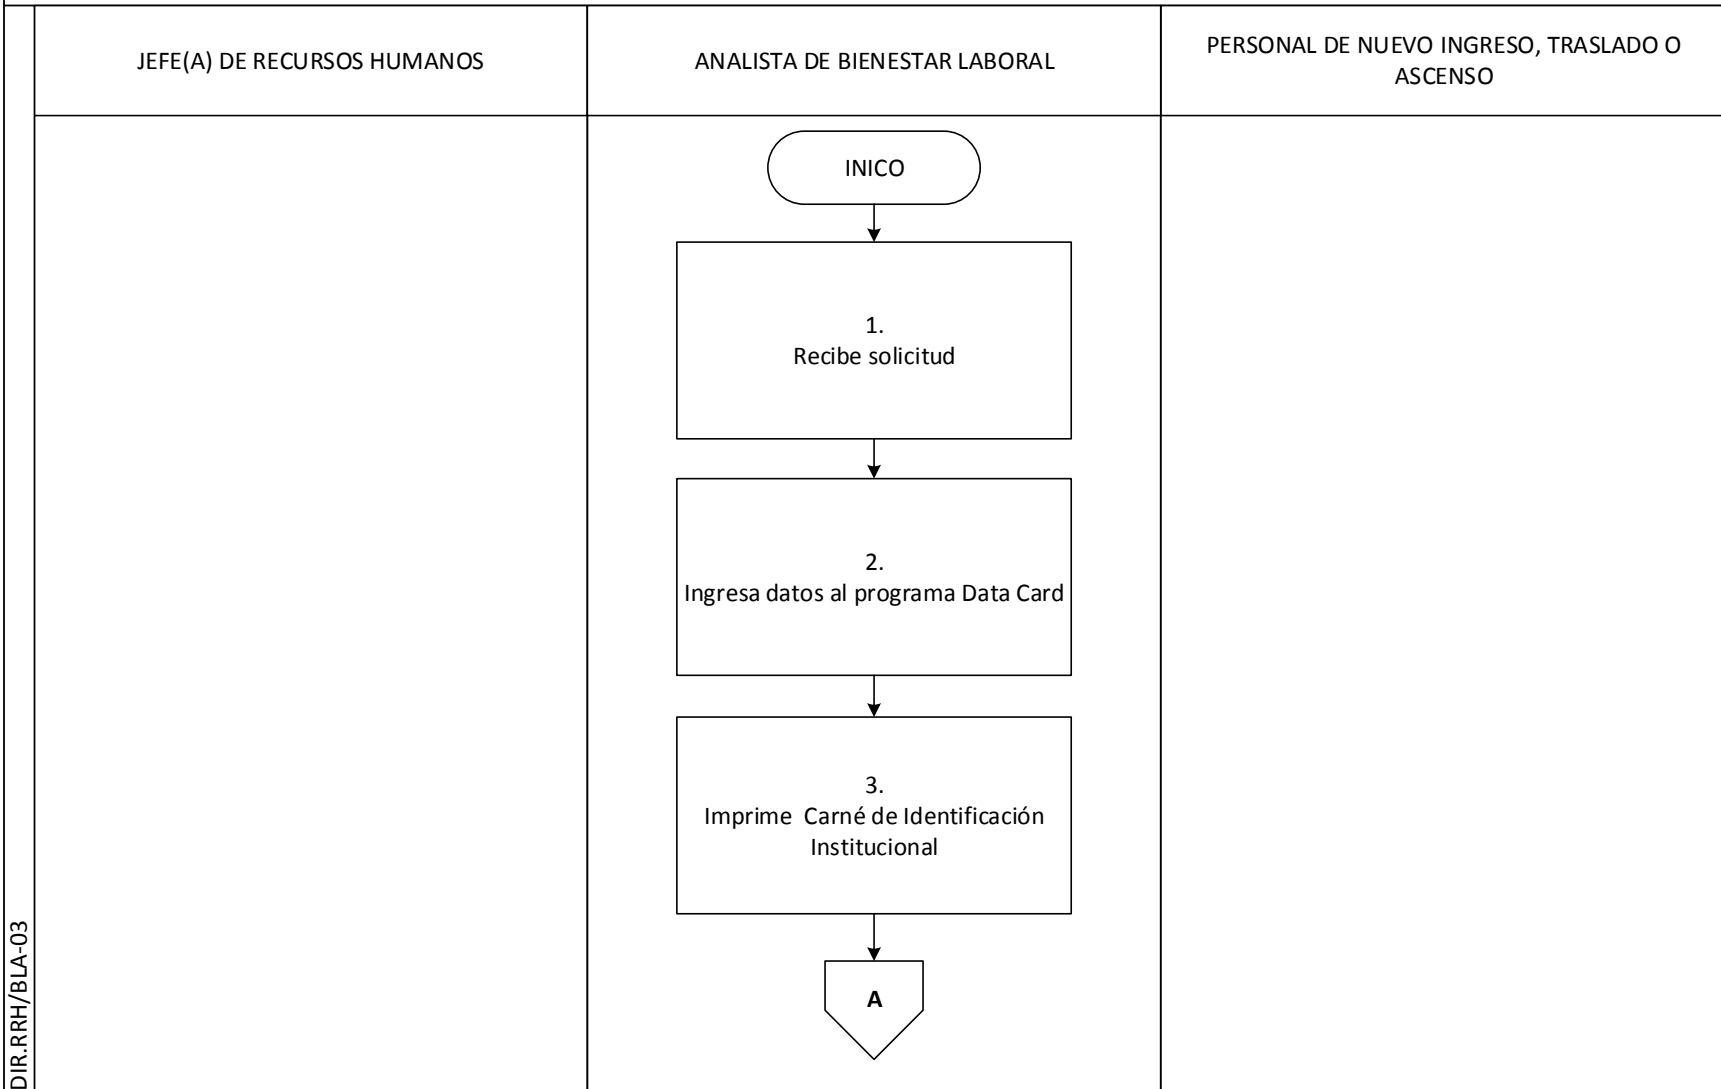 JEFE(A) DE RECURSOS HUMANOS
ANALISTA DE BIENESTAR LABORAL
PERSONAL DE NUEVO INGRESO, TRASLADO O
ASCENSO
INICO
1.
Recibe solicitud
2.
Ingresa datos al programa Data Card
3.
Imprime  Carné de Identificación
Institucional
A
DIR.RRH/BLA-03